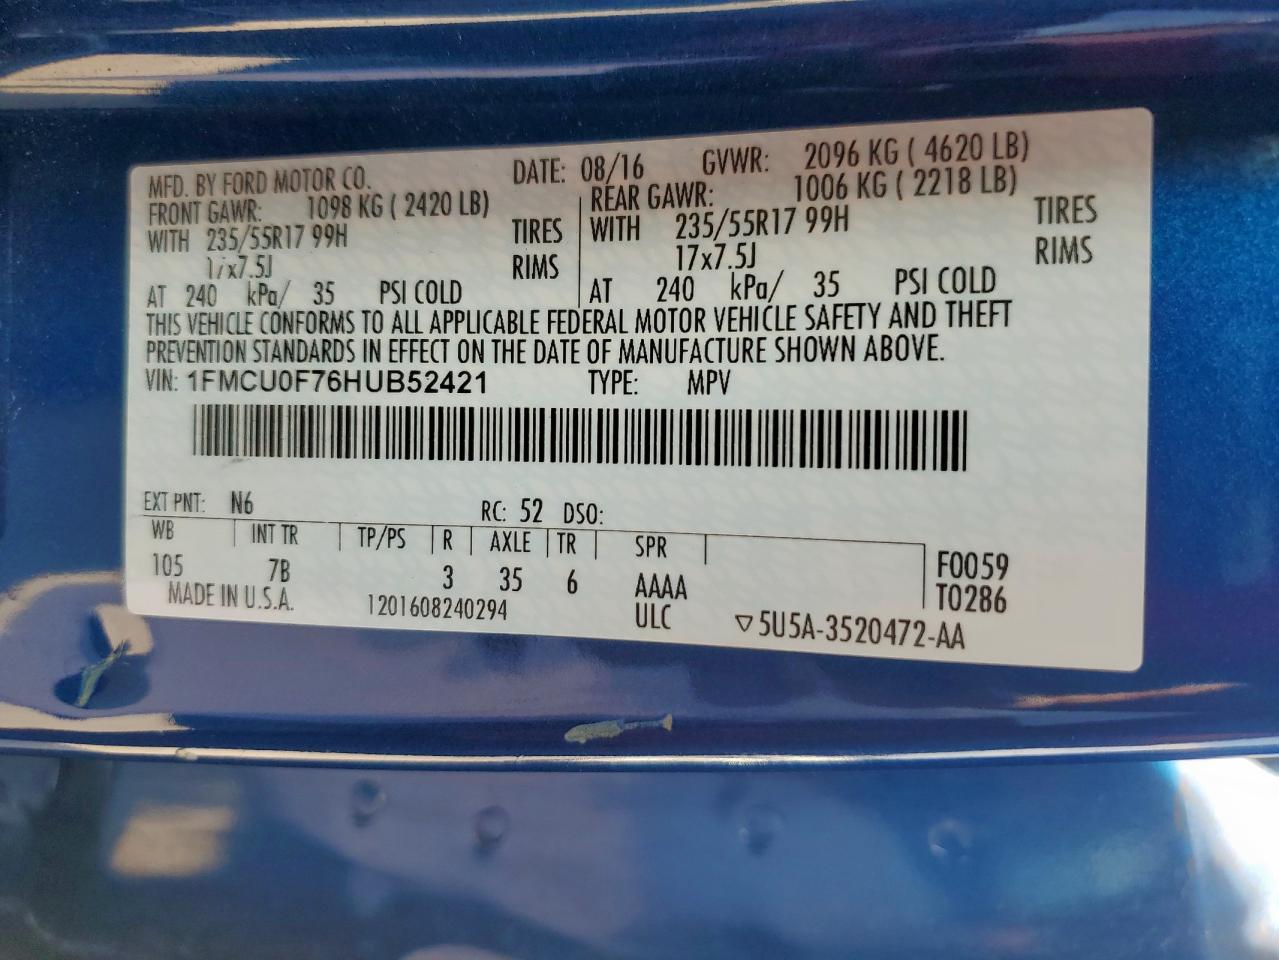 MFD. BY FORD MOTOR CO. DATE: 08/16 GVWR: 2096 KG ( 4620 LB)
FRONT GAWR: 1098 KG ( 2420 LB) REAR GAWR: 1006 KG ( 2218 LB)
WITH 235/55R17 99H TIRES WITH 235/55R17 99H TIRES
17x7.5J RIMS 17x7.5J RIMS
AT 240 kPa/ 35 PSI COLD AT 240 kPa/ 35 PSI COLD
THIS VEHICLE CONFORMS TO ALL APPLICABLE FEDERAL MOTOR VEHICLE SAFETY AND THEFT
PREVENTION STANDARDS IN EFFECT ON THE DATE OF MANUFACTURE SHOWN ABOVE.
VIN: 1FMCU0F76HUB52421 TYPE: MPV
EXT PNT: N6 RC: 52 DSO:
WB INT TR TP/PS R AXLE TR SPR
105 7B 3 35 6 AAAA F0059
MADE IN U.S.A. 1201608240294 ULC T0286
▽5U5A-3520472-AA